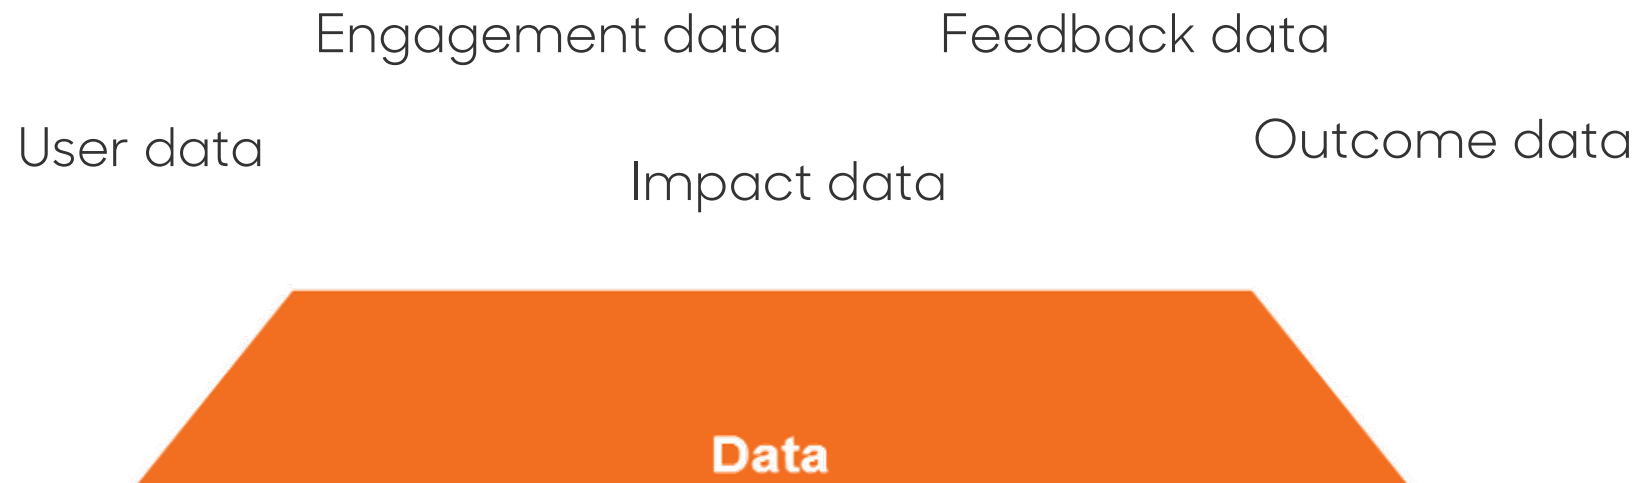 Engagement data
Feedback data
User data
Outcome data
Impact data
Data